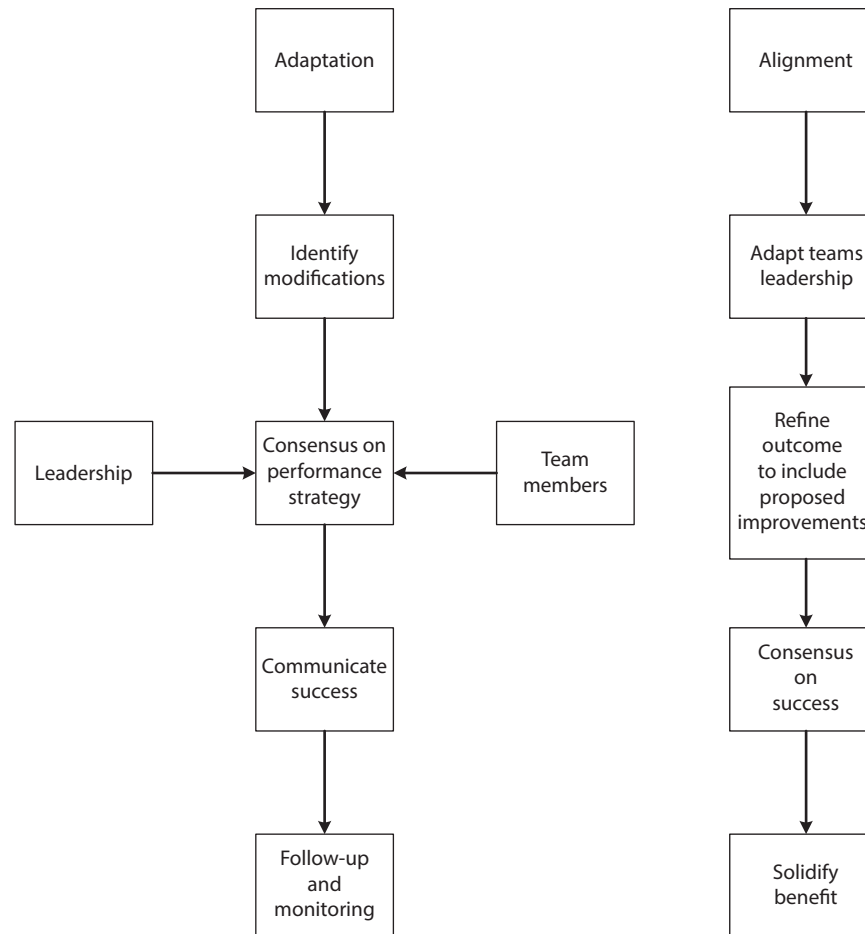 Adaptation
Identify
modifications
Leadership
Consensus on
performance
strategy
Team
members
Communicate
success
Follow-up
and
monitoring
Alignment
Adapt teams
leadership
Refine
outcome
to include
proposed
improvements
Consensus
on
success
Solidify
benefit